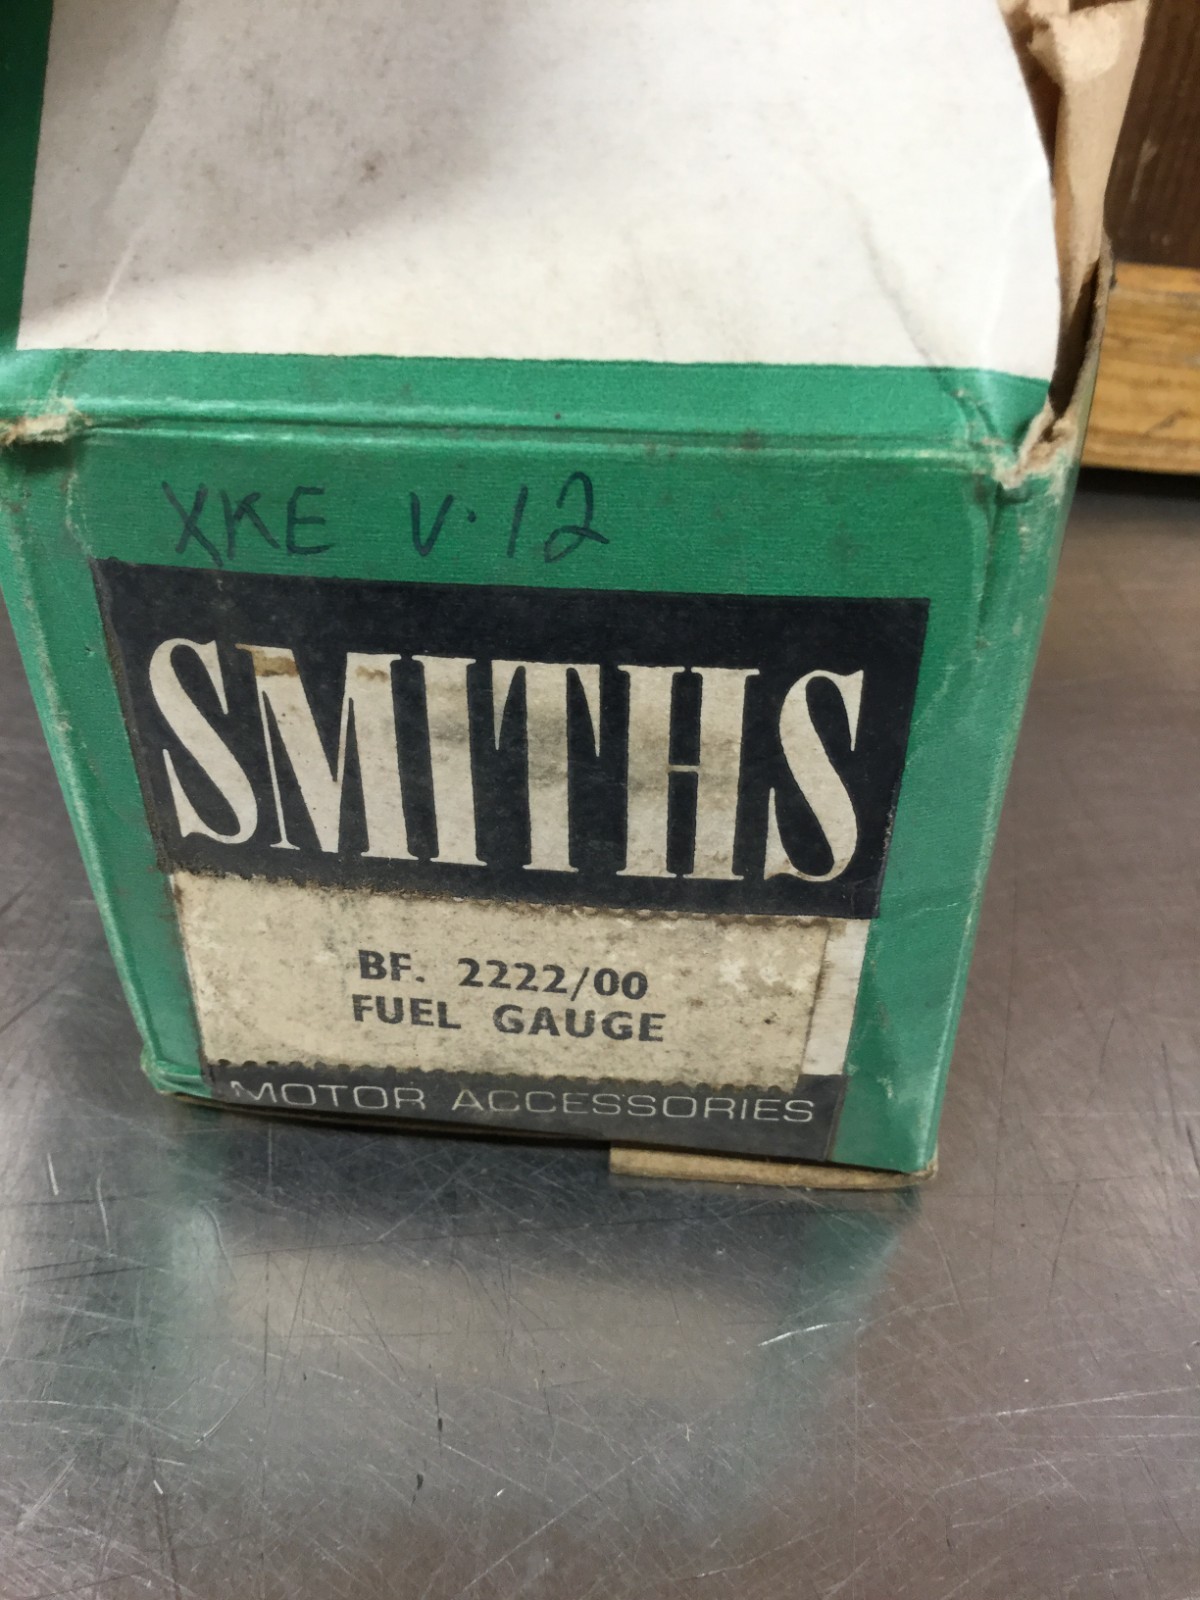 XKE V.12
SMITHS
BF. 2222/00
FUEL GAUGE
MOTOR ACCESSORIES